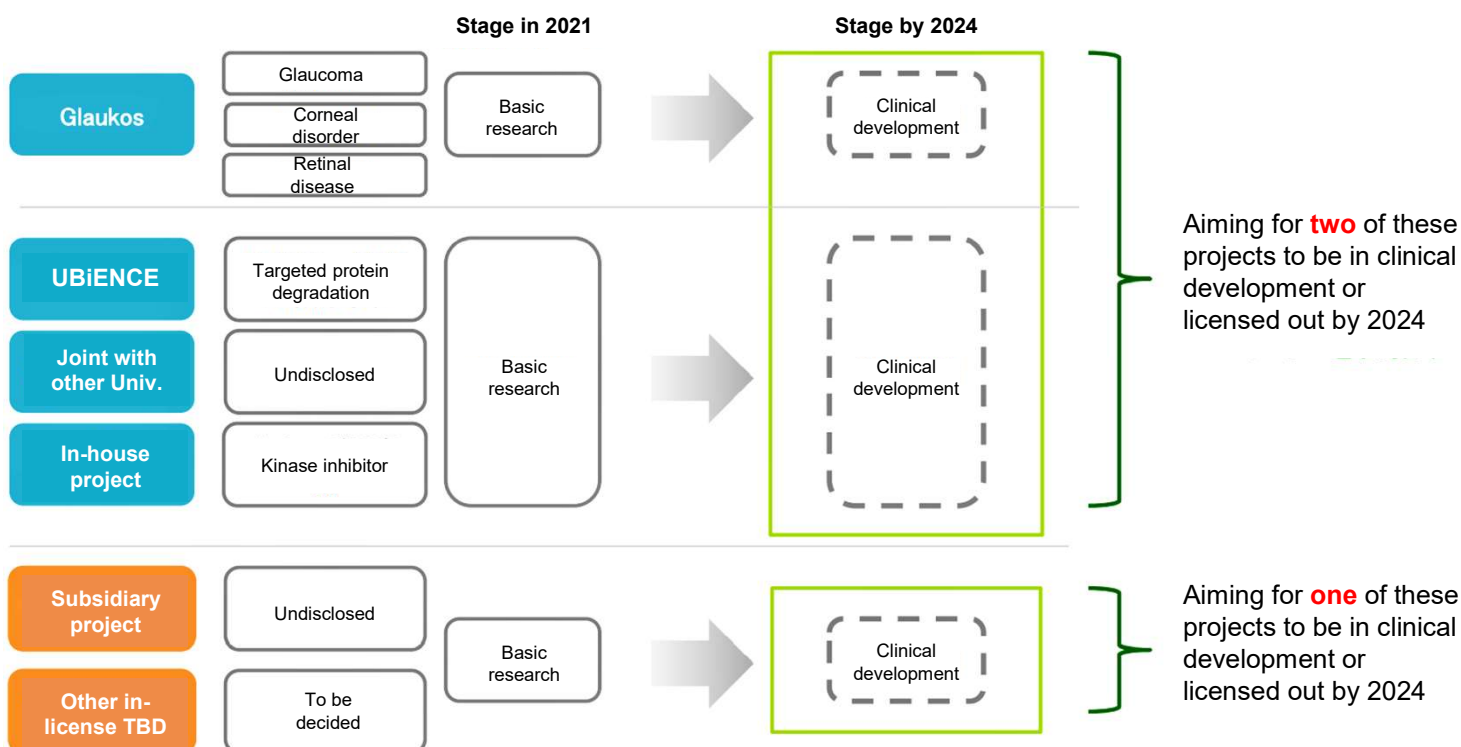 Stage in 2021
Stage by 2024
Glaukos
Glaucoma
Corneal
disorder
Retinal
disease
Basic
research
Clinical
development
UBiENCE
Targeted protein
degradation
Joint with
other Univ.
Undisclosed
In-house
project
Kinase inhibitor
Basic
research
Clinical
development
Aiming for two of these
projects to be in clinical
development or
licensed out by 2024
Subsidiary
project
Undisclosed
Other in-
license TBD
To be
decided
Basic
research
Clinical
development
Aiming for one of these
projects to be in clinical
development or
licensed out by 2024